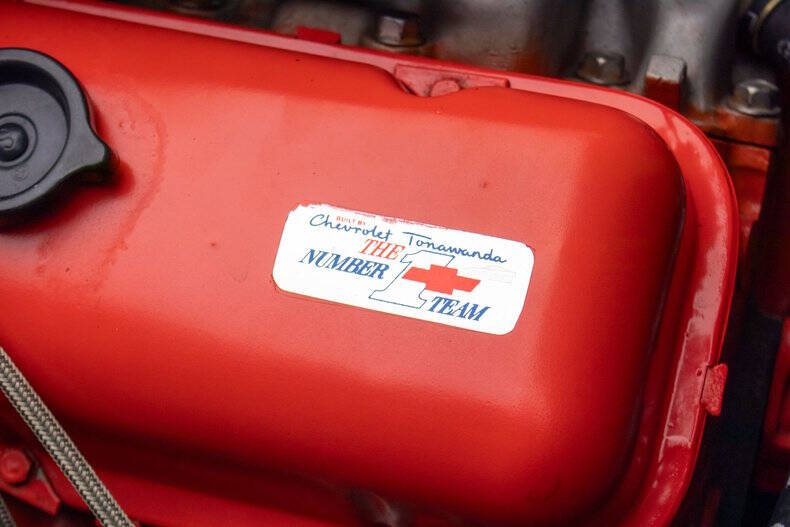 BUILT BY
Chevrolet Tonawanda
THE
NUMBER 1
TEAM